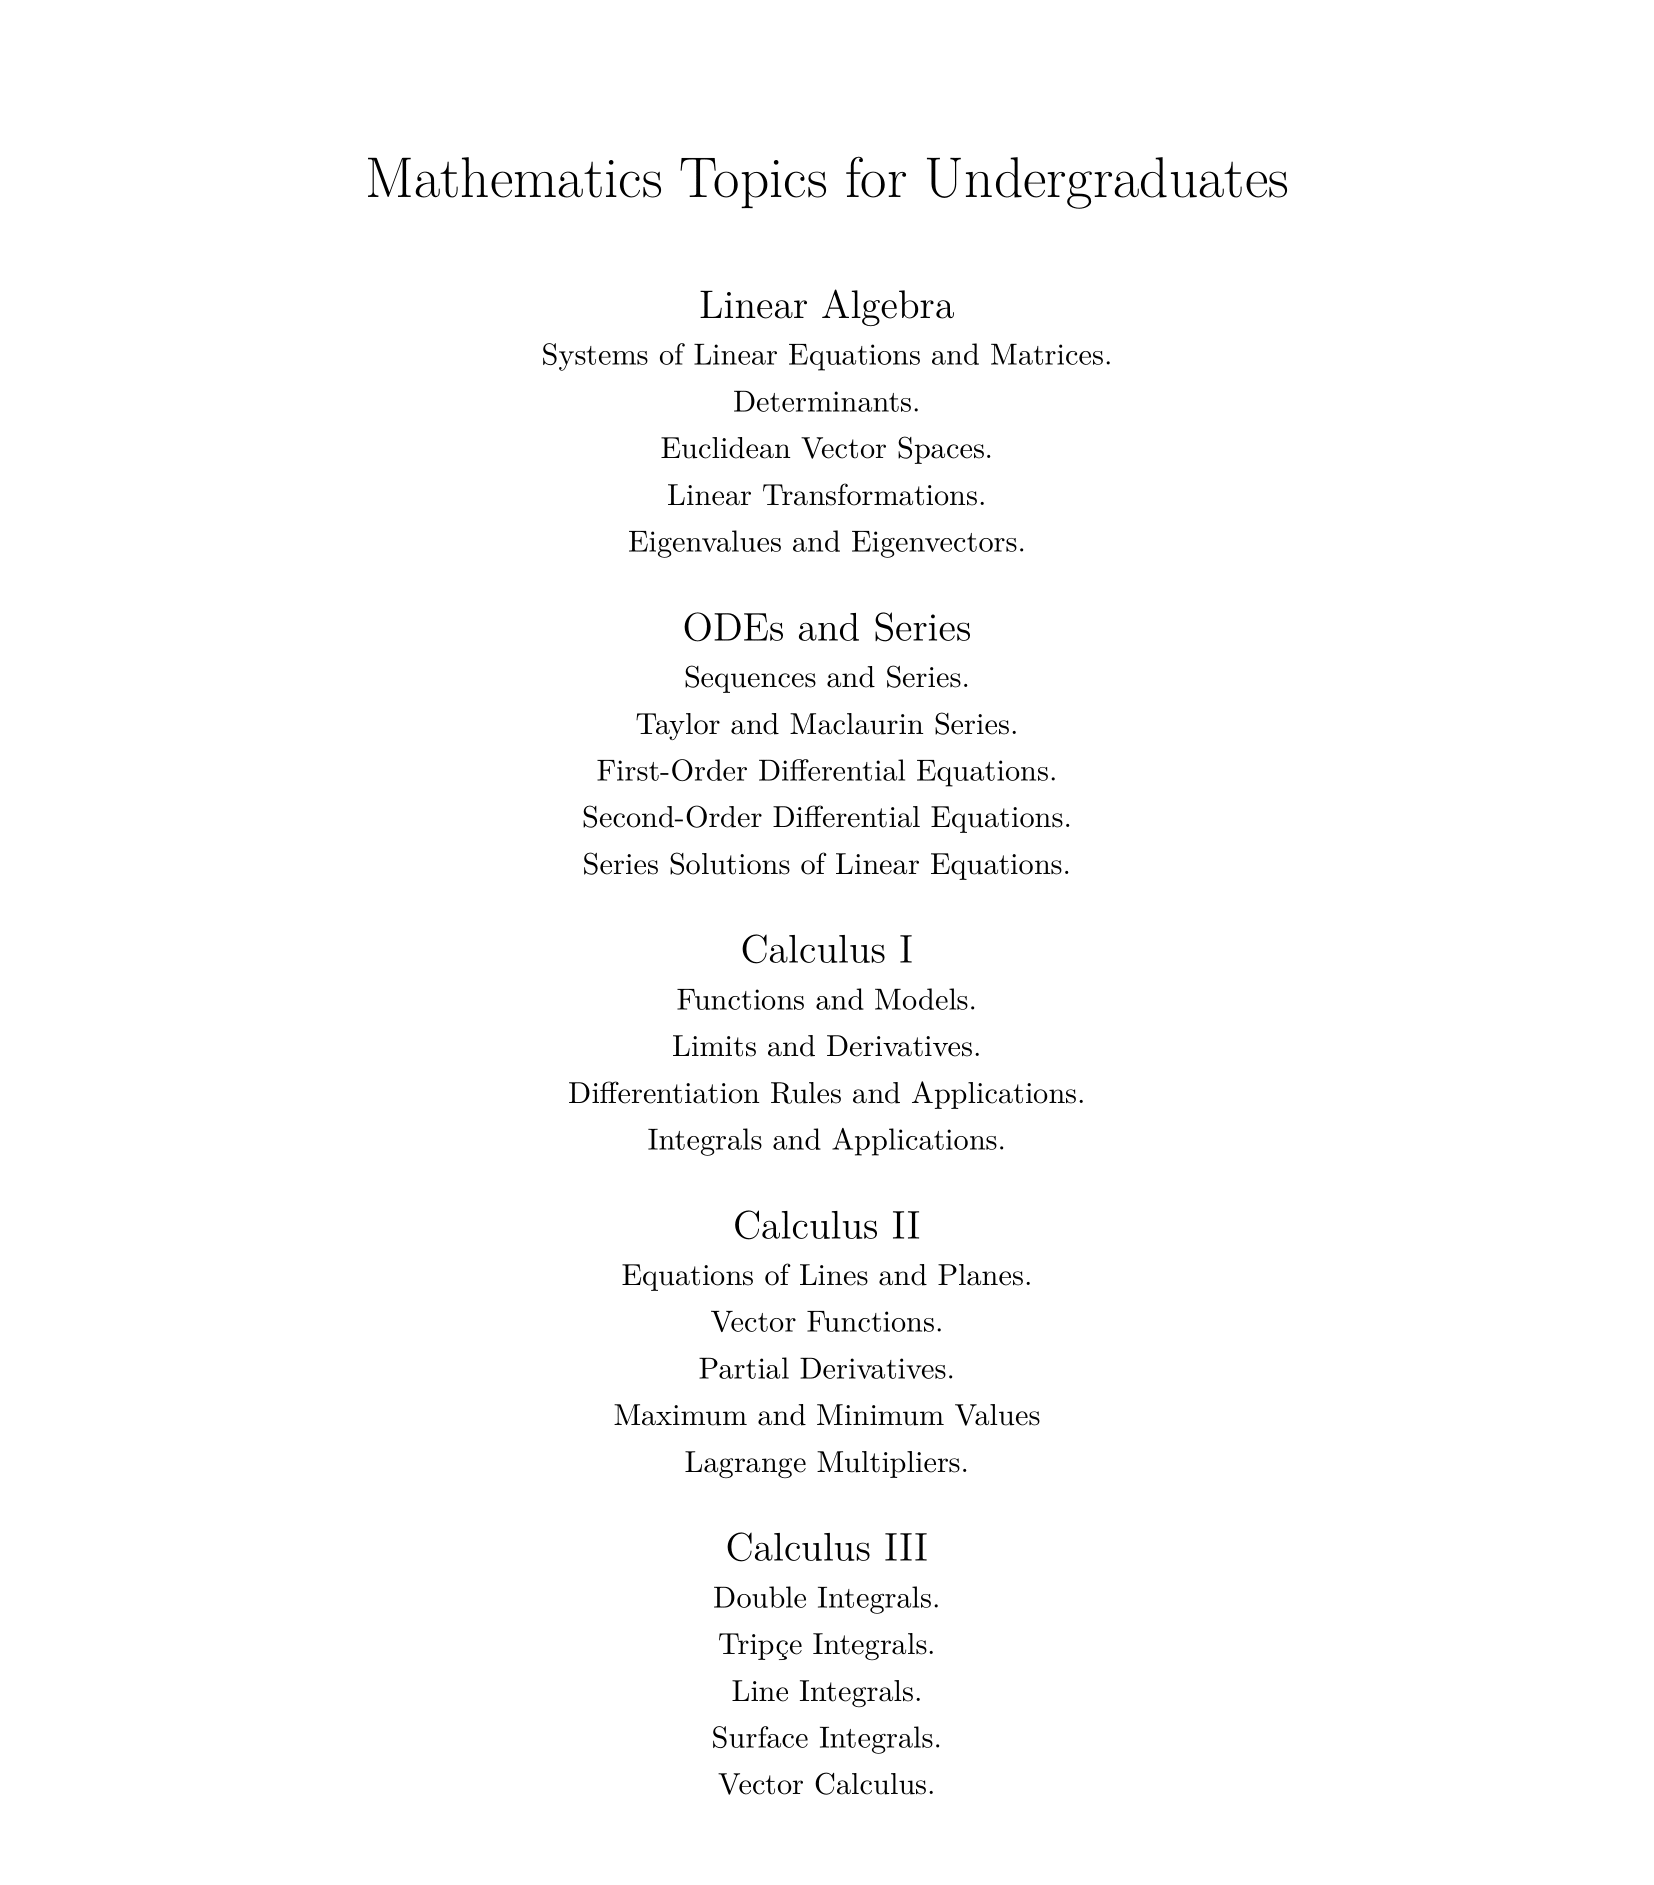 Mathematics Topics for Undergraduates
Linear Algebra
Systems of Linear Equations and Matrices.
Determinants.
Euclidean Vector Spaces.
Linear Transformations.
Eigenvalues and Eigenvectors.
ODEs and Series
Sequences and Series.
Taylor and Maclaurin Series.
First-Order Differential Equations.
Second-Order Differential Equations.
Series Solutions of Linear Equations.
Calculus I
Functions and Models.
Limits and Derivatives.
Differentiation Rules and Applications.
Integrals and Applications.
Calculus II
Equations of Lines and Planes.
Vector Functions.
Partial Derivatives.
Maximum and Minimum Values
Lagrange Multipliers.
Calculus III
Double Integrals.
Tripçe Integrals.
Line Integrals.
Surface Integrals.
Vector Calculus.